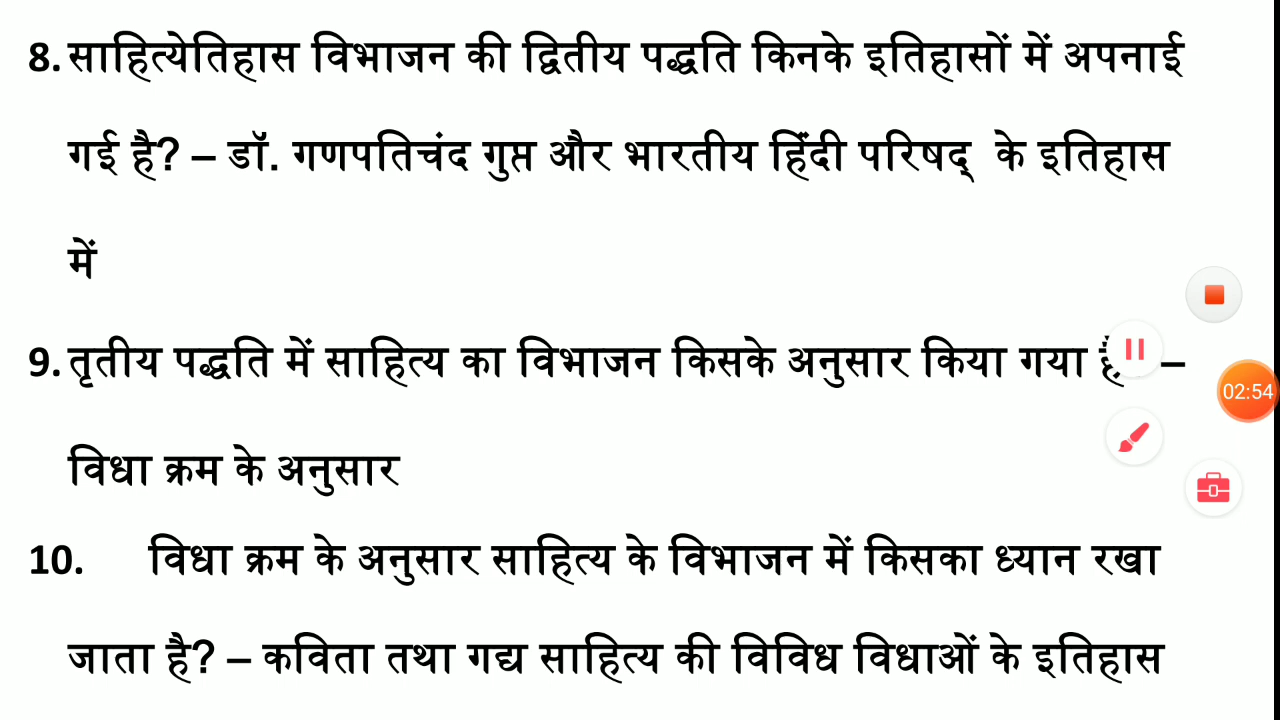 8. साहित्येतिहास विभाजन की द्वितीय पद्धति किनके इतिहासों में अपनाई
गई है? – डॉ. गणपतिचंद गुप्त और भारतीय हिंदी परिषद् के इतिहास
में
9. तृतीय पद्धति में साहित्य का विभाजन किसके अनुसार किया गया –
विधा क्रम के अनुसार
02:54
10. विधा क्रम के अनुसार साहित्य के विभाजन में किसका ध्यान रखा
जाता है? – कविता तथा गद्य साहित्य की विविध विधाओं के इतिहास